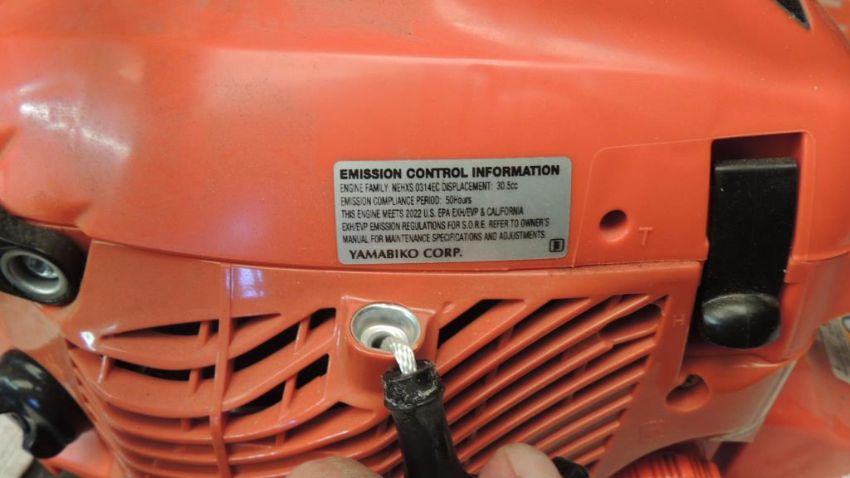 EMISSION CONTROL INFORMATION
ENGINE FAMILY: NEHXS.0314EC DISPLACEMENT: 30.5cc
EMISSION COMPLIANCE PERIOD: 50Hours
THIS ENGINE MEETS 2022 U.S. EPA EXH/EVP & CALIFORNIA
EXH/EVP EMISSION REGULATIONS FOR S.O.R.E. REFER TO OWNER'S
MANUAL FOR MAINTENANCE SPECIFICATIONS AND ADJUSTMENTS.
YAMABIKO CORP.
T
H